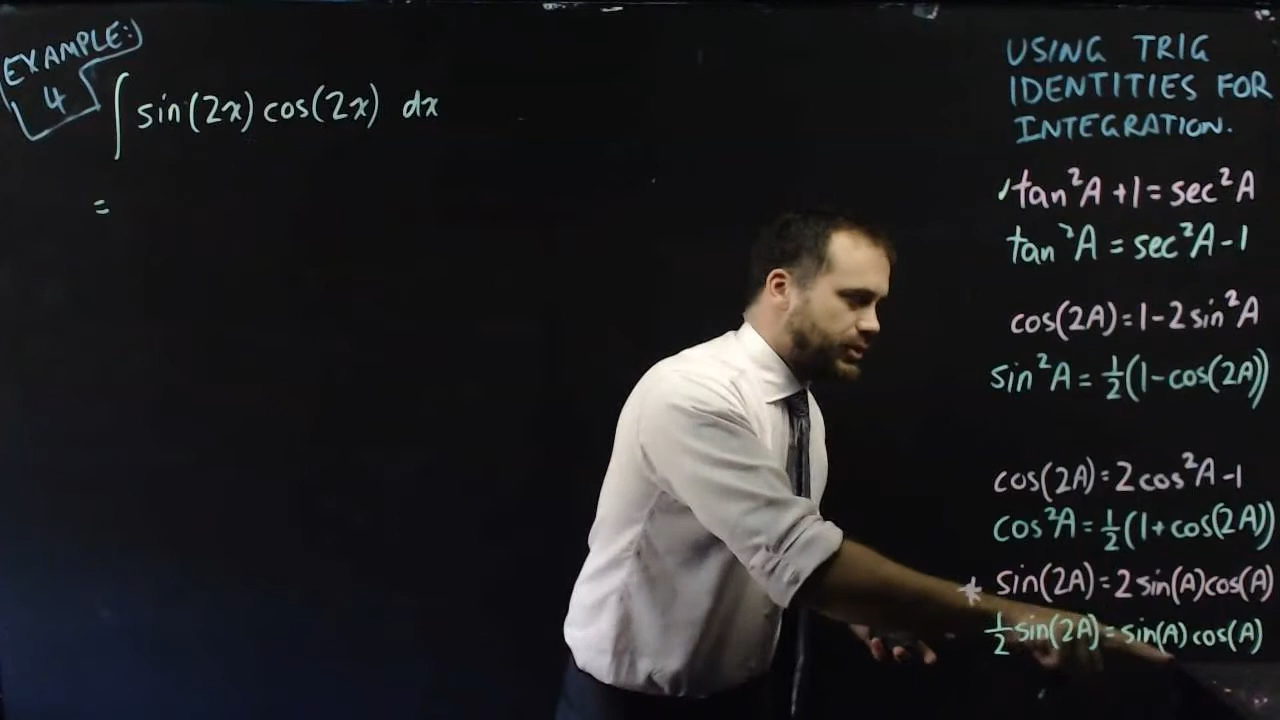 EXAMPLE:
4
∫ sin(2x) cos(2x) dx
=
USING TRIG
IDENTITIES FOR
INTEGRATION.
✓tan²A + 1 = sec²A
tan²A = sec²A - 1
cos(2A) = 1 - 2 sin²A
sin²A = ½(1 - cos(2A))
cos(2A) = 2cos²A - 1
cos²A = ½(1 + cos(2A))
* sin(2A) = 2 sin(A)cos(A)
½ sin(2A) = sin(A) cos(A)